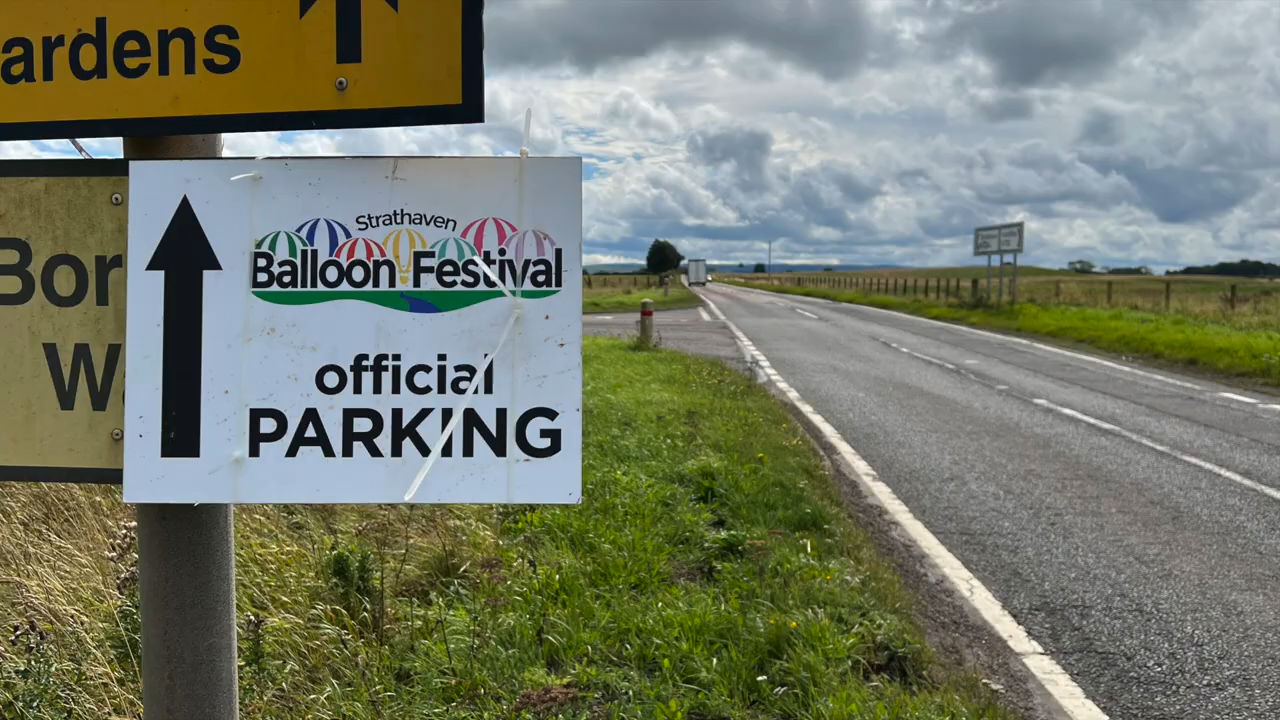 ardens
Bor
W
Strathaven
Balloon Festival
official
PARKING